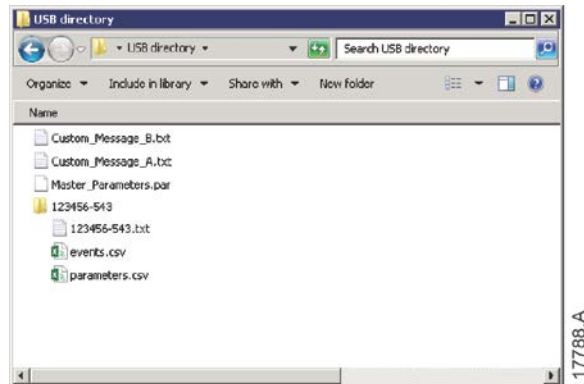 USB directory
USB directory
Search USB directory
Organize
Include in library
Share with
New folder
Name
Custom_Message_B.txt
Custom_Message_A.txt
Master_Parameters.par
123456-543
123456-543.txt
events.csv
parameters.csv
17788.A